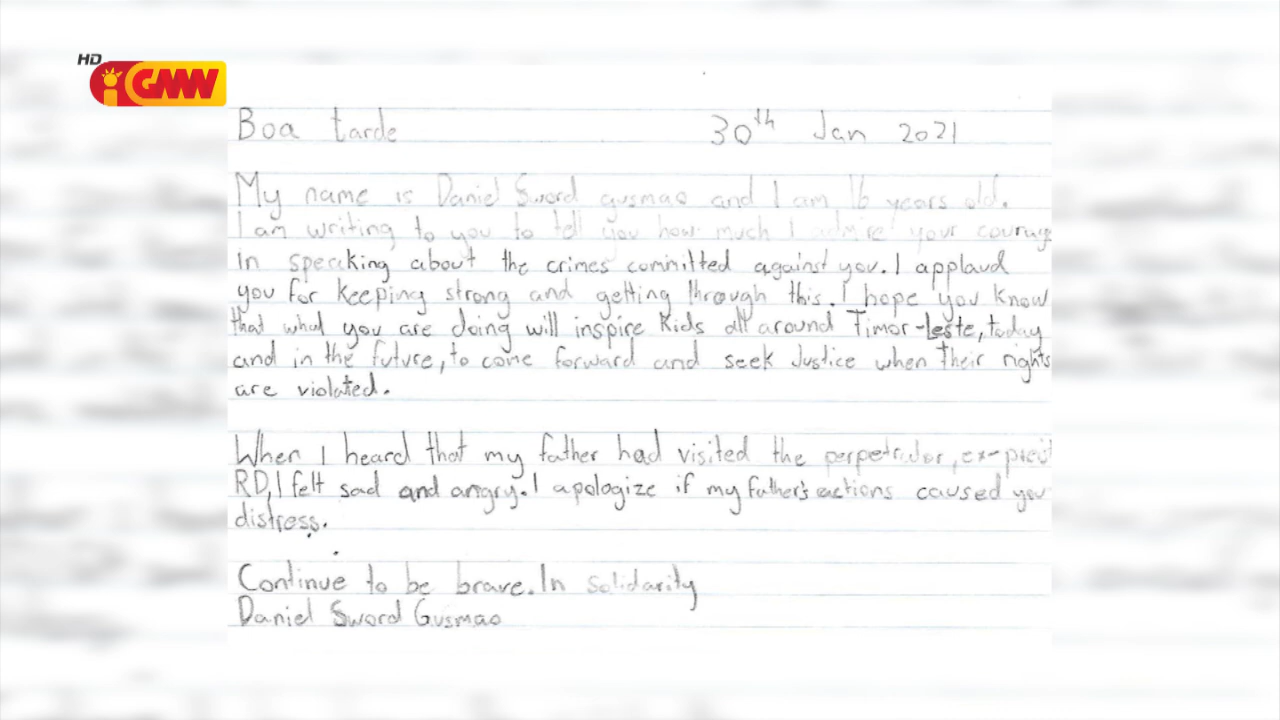 HD
iGMN
Boa tarde 30th Jan 2021
My name is Daniel Sword gusmao and I am 16 years old.
I am writing to you to tell you how much I admire your courage
in speaking about the crimes committed against you. I applaud
you for keeping strong and getting through this. I hope you know
that what you are doing will inspire kids all around Timor-Leste, today
and in the future, to come forward and seek Justice when their rights
are violated.
When I heard that my father had visited the perpetrator,
RD, I felt sad and angry. I apologize if my father's actions caused you
distress.
Continue to be brave. In solidarity
Daniel Sword Gusmao